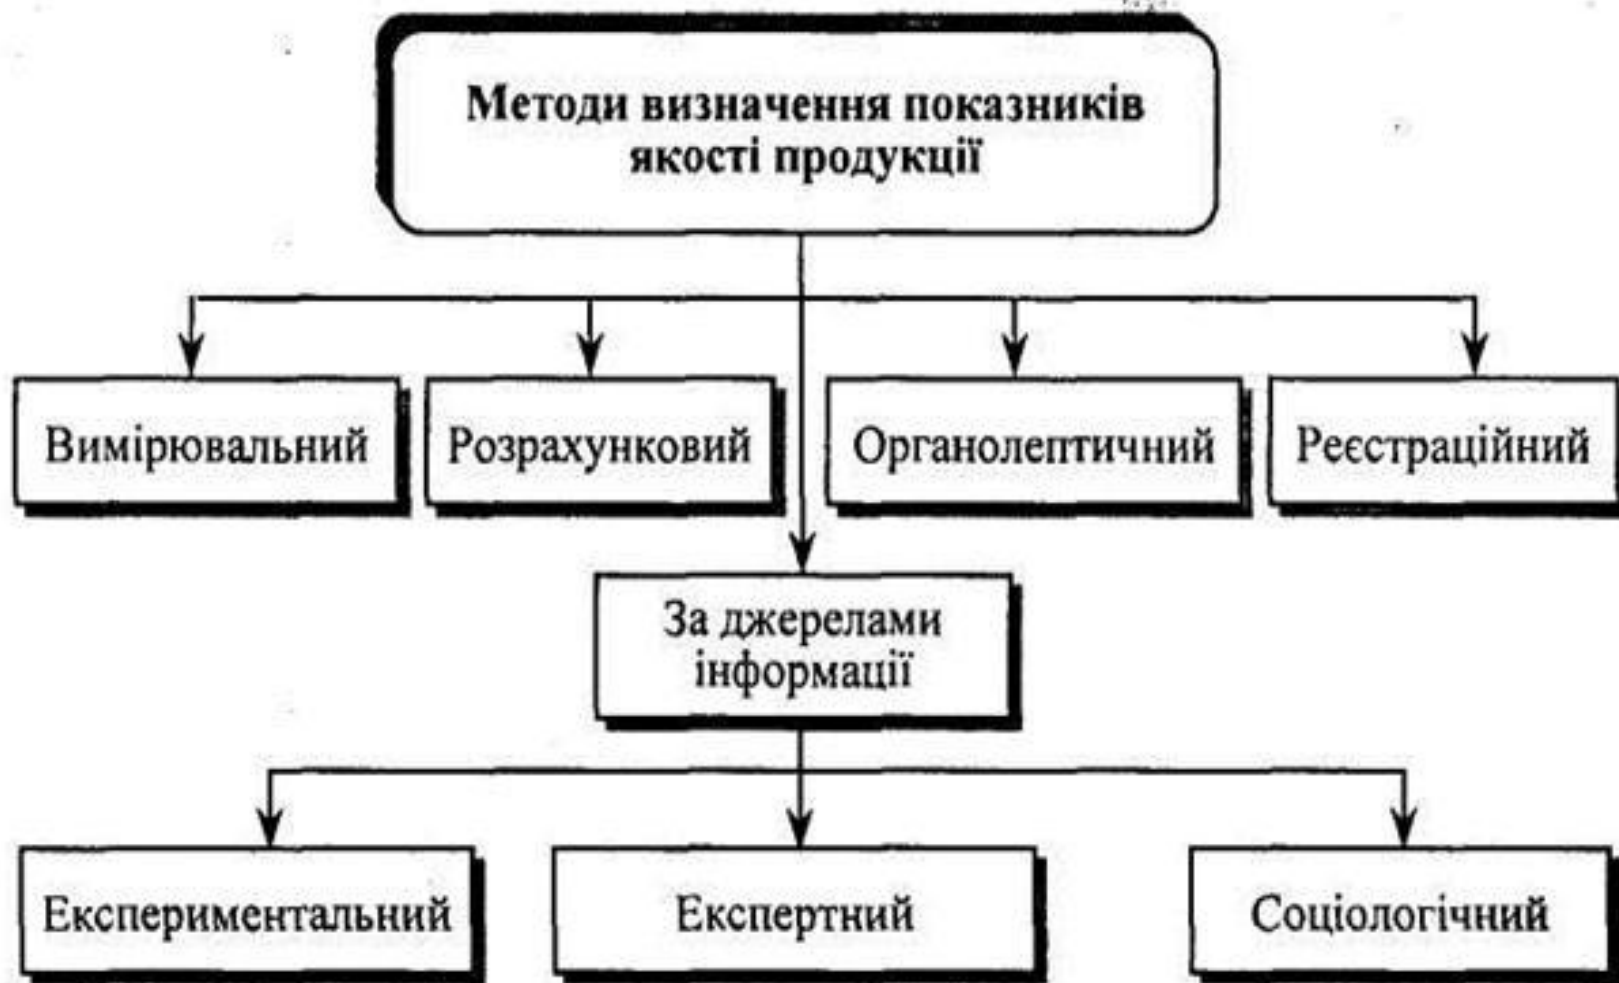 Методи визначення показників
якості продукції
Вимірювальний
Розрахунковий
Органолептичний
Реєстраційний
За джерелами
інформації
Експериментальний
Експертний
Соціологічний